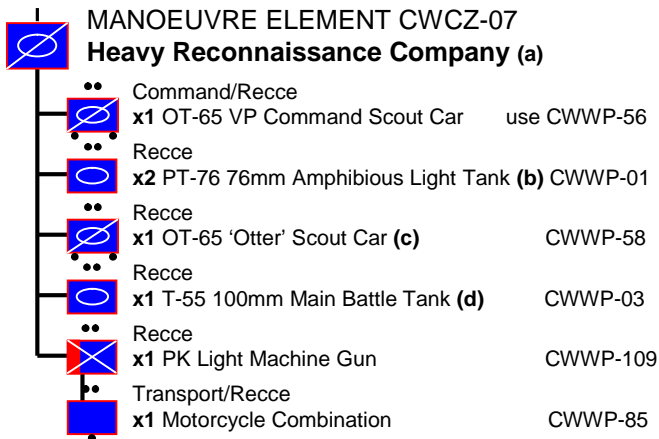 MANOEUVRE ELEMENT CWCZ-07
Heavy Reconnaissance Company (a)
Command/Recce
x1 OT-65 VP Command Scout Car use CWWP-56
Recce
x2 PT-76 76mm Amphibious Light Tank (b) CWWP-01
Recce
x1 OT-65 ‘Otter’ Scout Car (c) CWWP-58
Recce
x1 T-55 100mm Main Battle Tank (d) CWWP-03
Recce
x1 PK Light Machine Gun CWWP-109
Transport/Recce
x1 Motorcycle Combination CWWP-85